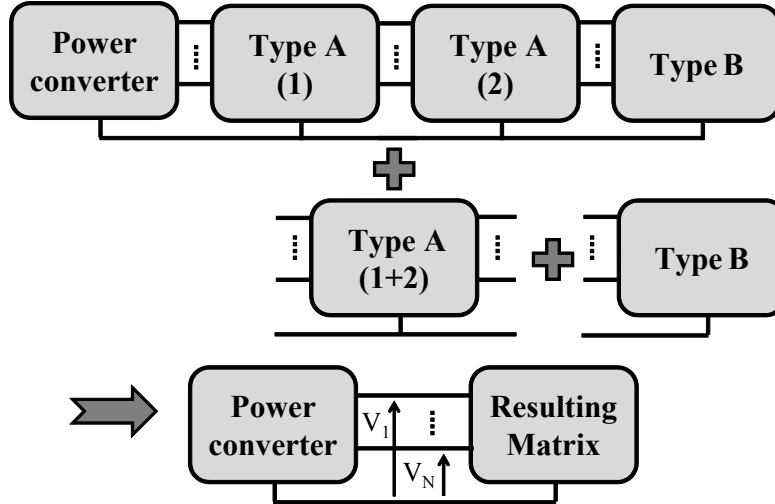 Power
converter
Type A
(1)
Type A
(2)
Type B
Type A
(1+2)
Type B
Power
converter
V1
VN
Resulting
Matrix